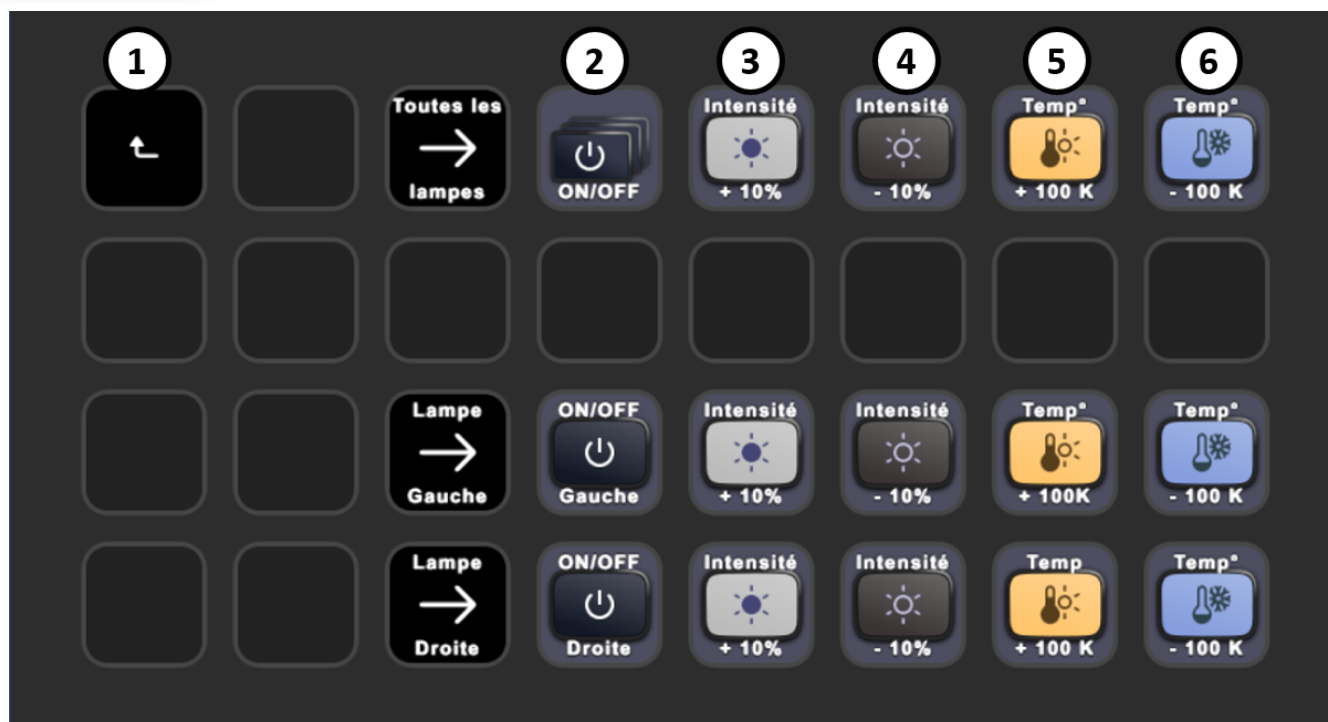 1 2 3 4 5 6
Toutes les Intensité Intensité Temp° Temp°
lampes ON/OFF + 10% - 10% + 100 K - 100 K
Lampe ON/OFF Intensité Intensité Temp° Temp°
Gauche Gauche + 10% - 10% + 100K - 100 K
Lampe ON/OFF Intensité Intensité Temp Temp°
Droite Droite + 10% - 10% + 100 K - 100 K